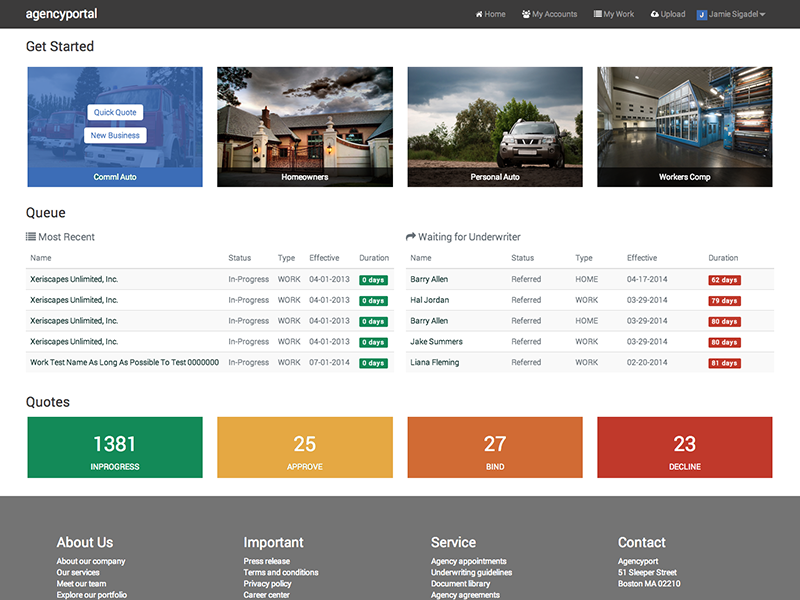 agencyportal
Home My Accounts My Work Upload J Jamie Sigadel
Get Started
Quick Quote
New Business
Comml Auto
Homeowners
Personal Auto
Workers Comp
Queue
Most Recent
Name Status Type Effective Duration
Xeriscapes Unlimited, Inc. In-Progress WORK 04-01-2013 0 days
Xeriscapes Unlimited, Inc. In-Progress WORK 04-01-2013 0 days
Xeriscapes Unlimited, Inc. In-Progress WORK 04-01-2013 0 days
Xeriscapes Unlimited, Inc. In-Progress WORK 04-01-2013 0 days
Work Test Name As Long As Possible To Test 0000000 In-Progress WORK 07-01-2014 0 days
Waiting for Underwriter
Name Status Type Effective Duration
Barry Allen Referred HOME 04-17-2014 62 days
Hal Jordan Referred WORK 03-29-2014 79 days
Barry Allen Referred HOME 03-29-2014 80 days
Jake Summers Referred WORK 03-29-2014 80 days
Liana Fleming Referred WORK 02-20-2014 81 days
Quotes
1381
INPROGRESS
25
APPROVE
27
BIND
23
DECLINE
About Us
About our company
Our services
Meet our team
Explore our portfolio
Important
Press release
Terms and conditions
Privacy policy
Career center
Service
Agency appointments
Underwriting guidelines
Document library
Agency agreements
Contact
Agencyport
51 Sleeper Street
Boston MA 02210